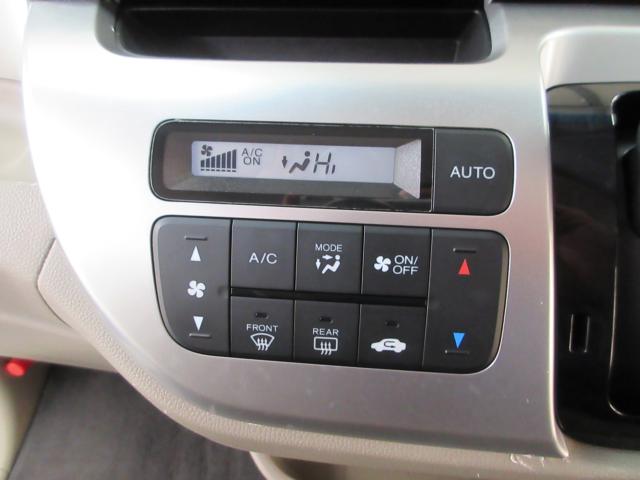 A/C
ON
Hi
AUTO
A/C
MODE
ON/
OFF
FRONT
REAR